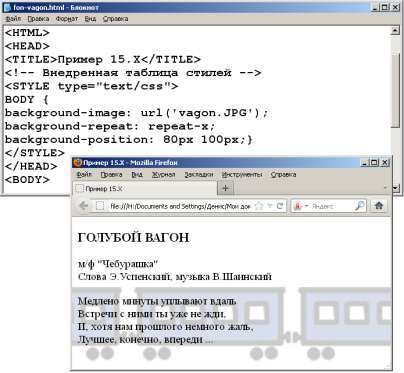 fon-vagon.html - Блокнот
Файл Правка Формат Вид Справка
<HTML>
<HEAD>
<TITLE>Пример 15.X</TITLE>
<!-- Внедренная таблица стилей -->
<STYLE type="text/css">
BODY {
background-image: url('vagon.JPG');
background-repeat: repeat-x;
background-position: 80px 100px;}
</STYLE>
</HEAD>
<BODY>
Пример 15.X - Mozilla Firefox
Файл Правка Вид Журнал Закладки Инструменты Справка
Пример 15.X
file:///H:/Documents and Settings/Денис/Мои док
Яндекс
ГОЛУБОЙ ВАГОН
м/ф "Чебурашка"
Слова Э.Успенский, музыка В.Шаинский
Медлено минуты уплывают вдаль
Встречи с ними ты уже не жди,
И, хотя нам прошлого немного жаль,
Лучшее, конечно, впереди ...